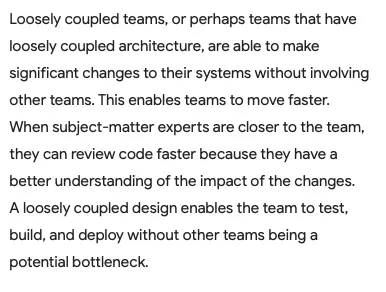 Loosely coupled teams, or perhaps teams that have
loosely coupled architecture, are able to make
significant changes to their systems without involving
other teams. This enables teams to move faster.
When subject-matter experts are closer to the team,
they can review code faster because they have a
better understanding of the impact of the changes.
A loosely coupled design enables the team to test,
build, and deploy without other teams being a
potential bottleneck.